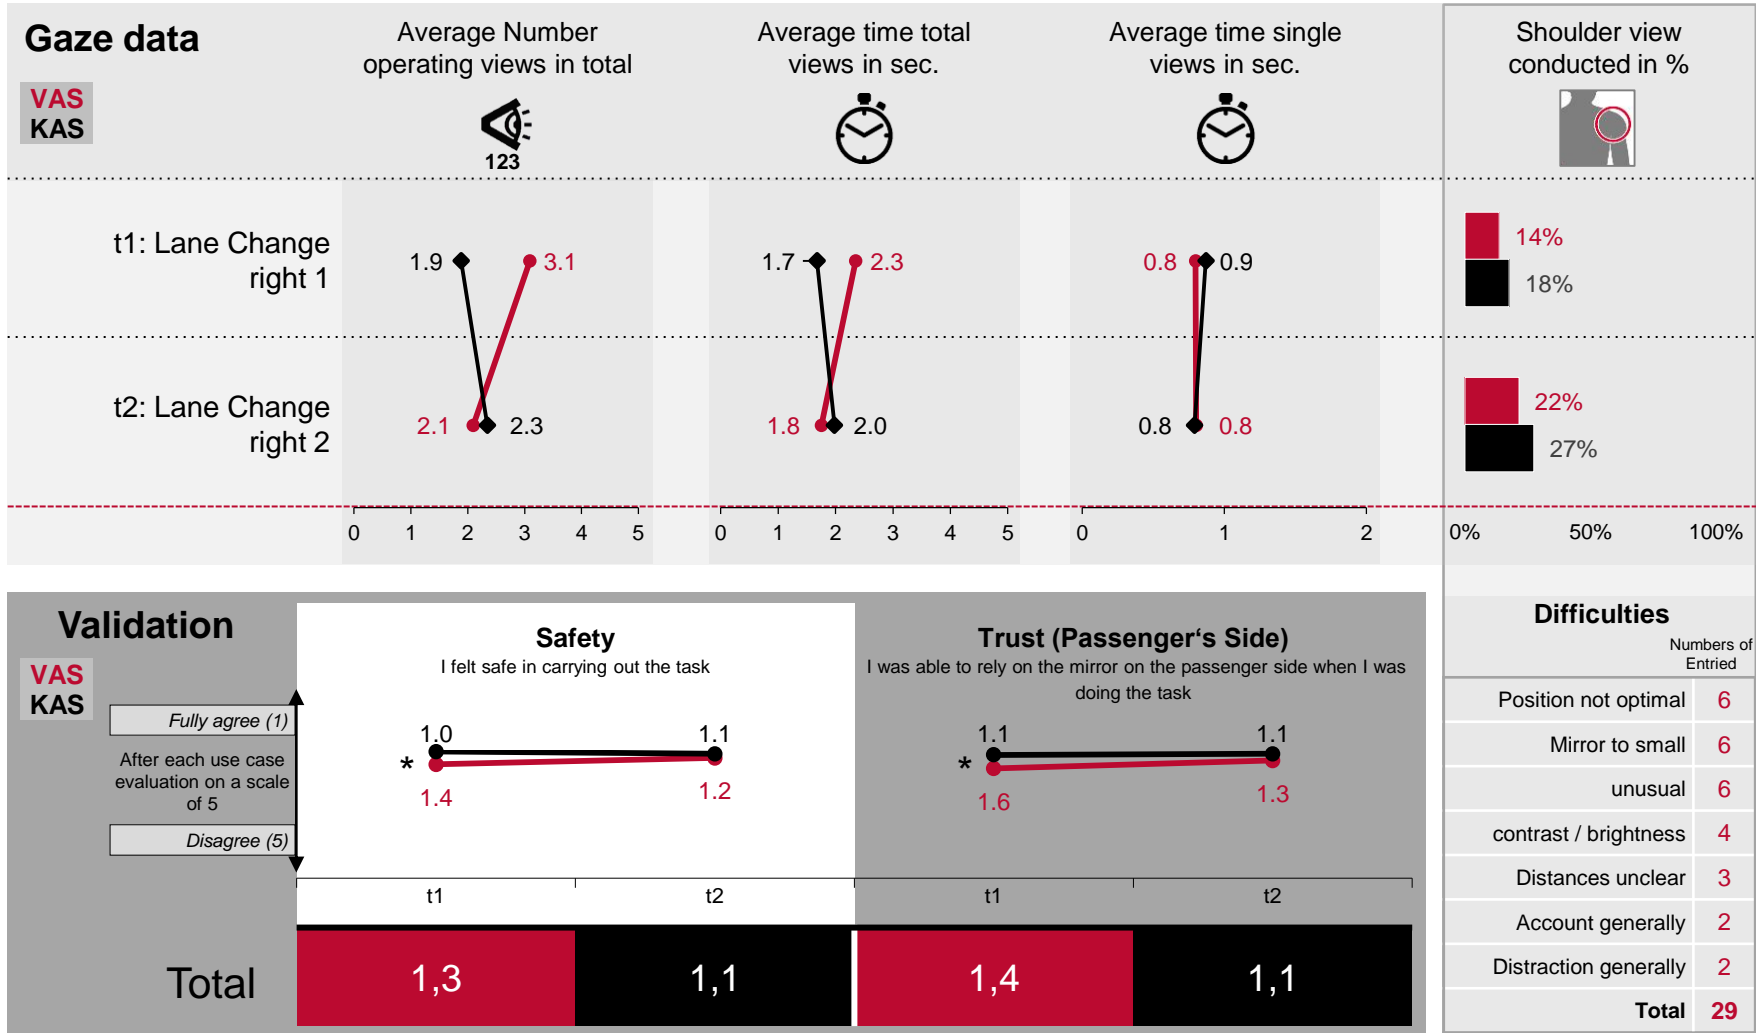 Gaze data
VAS
KAS
Average Number
operating views in total
123
Average time total
views in sec.
Average time single
views in sec.
Shoulder view
conducted in %
t1: Lane Change
right 1
1.9
3.1
1.7
2.3
0.8
0.9
14%
18%
t2: Lane Change
right 2
2.1
2.3
1.8
2.0
0.8
0.8
22%
27%
0 1 2 3 4 5
0 1 2 3 4 5
0 1 2
0% 50% 100%
Validation
VAS
KAS
Fully agree (1)
After each use case
evaluation on a scale
of 5
Disagree (5)
Safety
I felt safe in carrying out the task
1.0
1.1
*
1.4
1.2
t1
t2
Trust (Passenger‘s Side)
I was able to rely on the mirror on the passenger side when I was
doing the task
1.1
1.1
*
1.6
1.3
t1
t2
Total
1,3
1,1
1,4
1,1
Difficulties
Numbers of
Entried
Position not optimal 6
Mirror to small 6
unusual 6
contrast / brightness 4
Distances unclear 3
Account generally 2
Distraction generally 2
Total 29